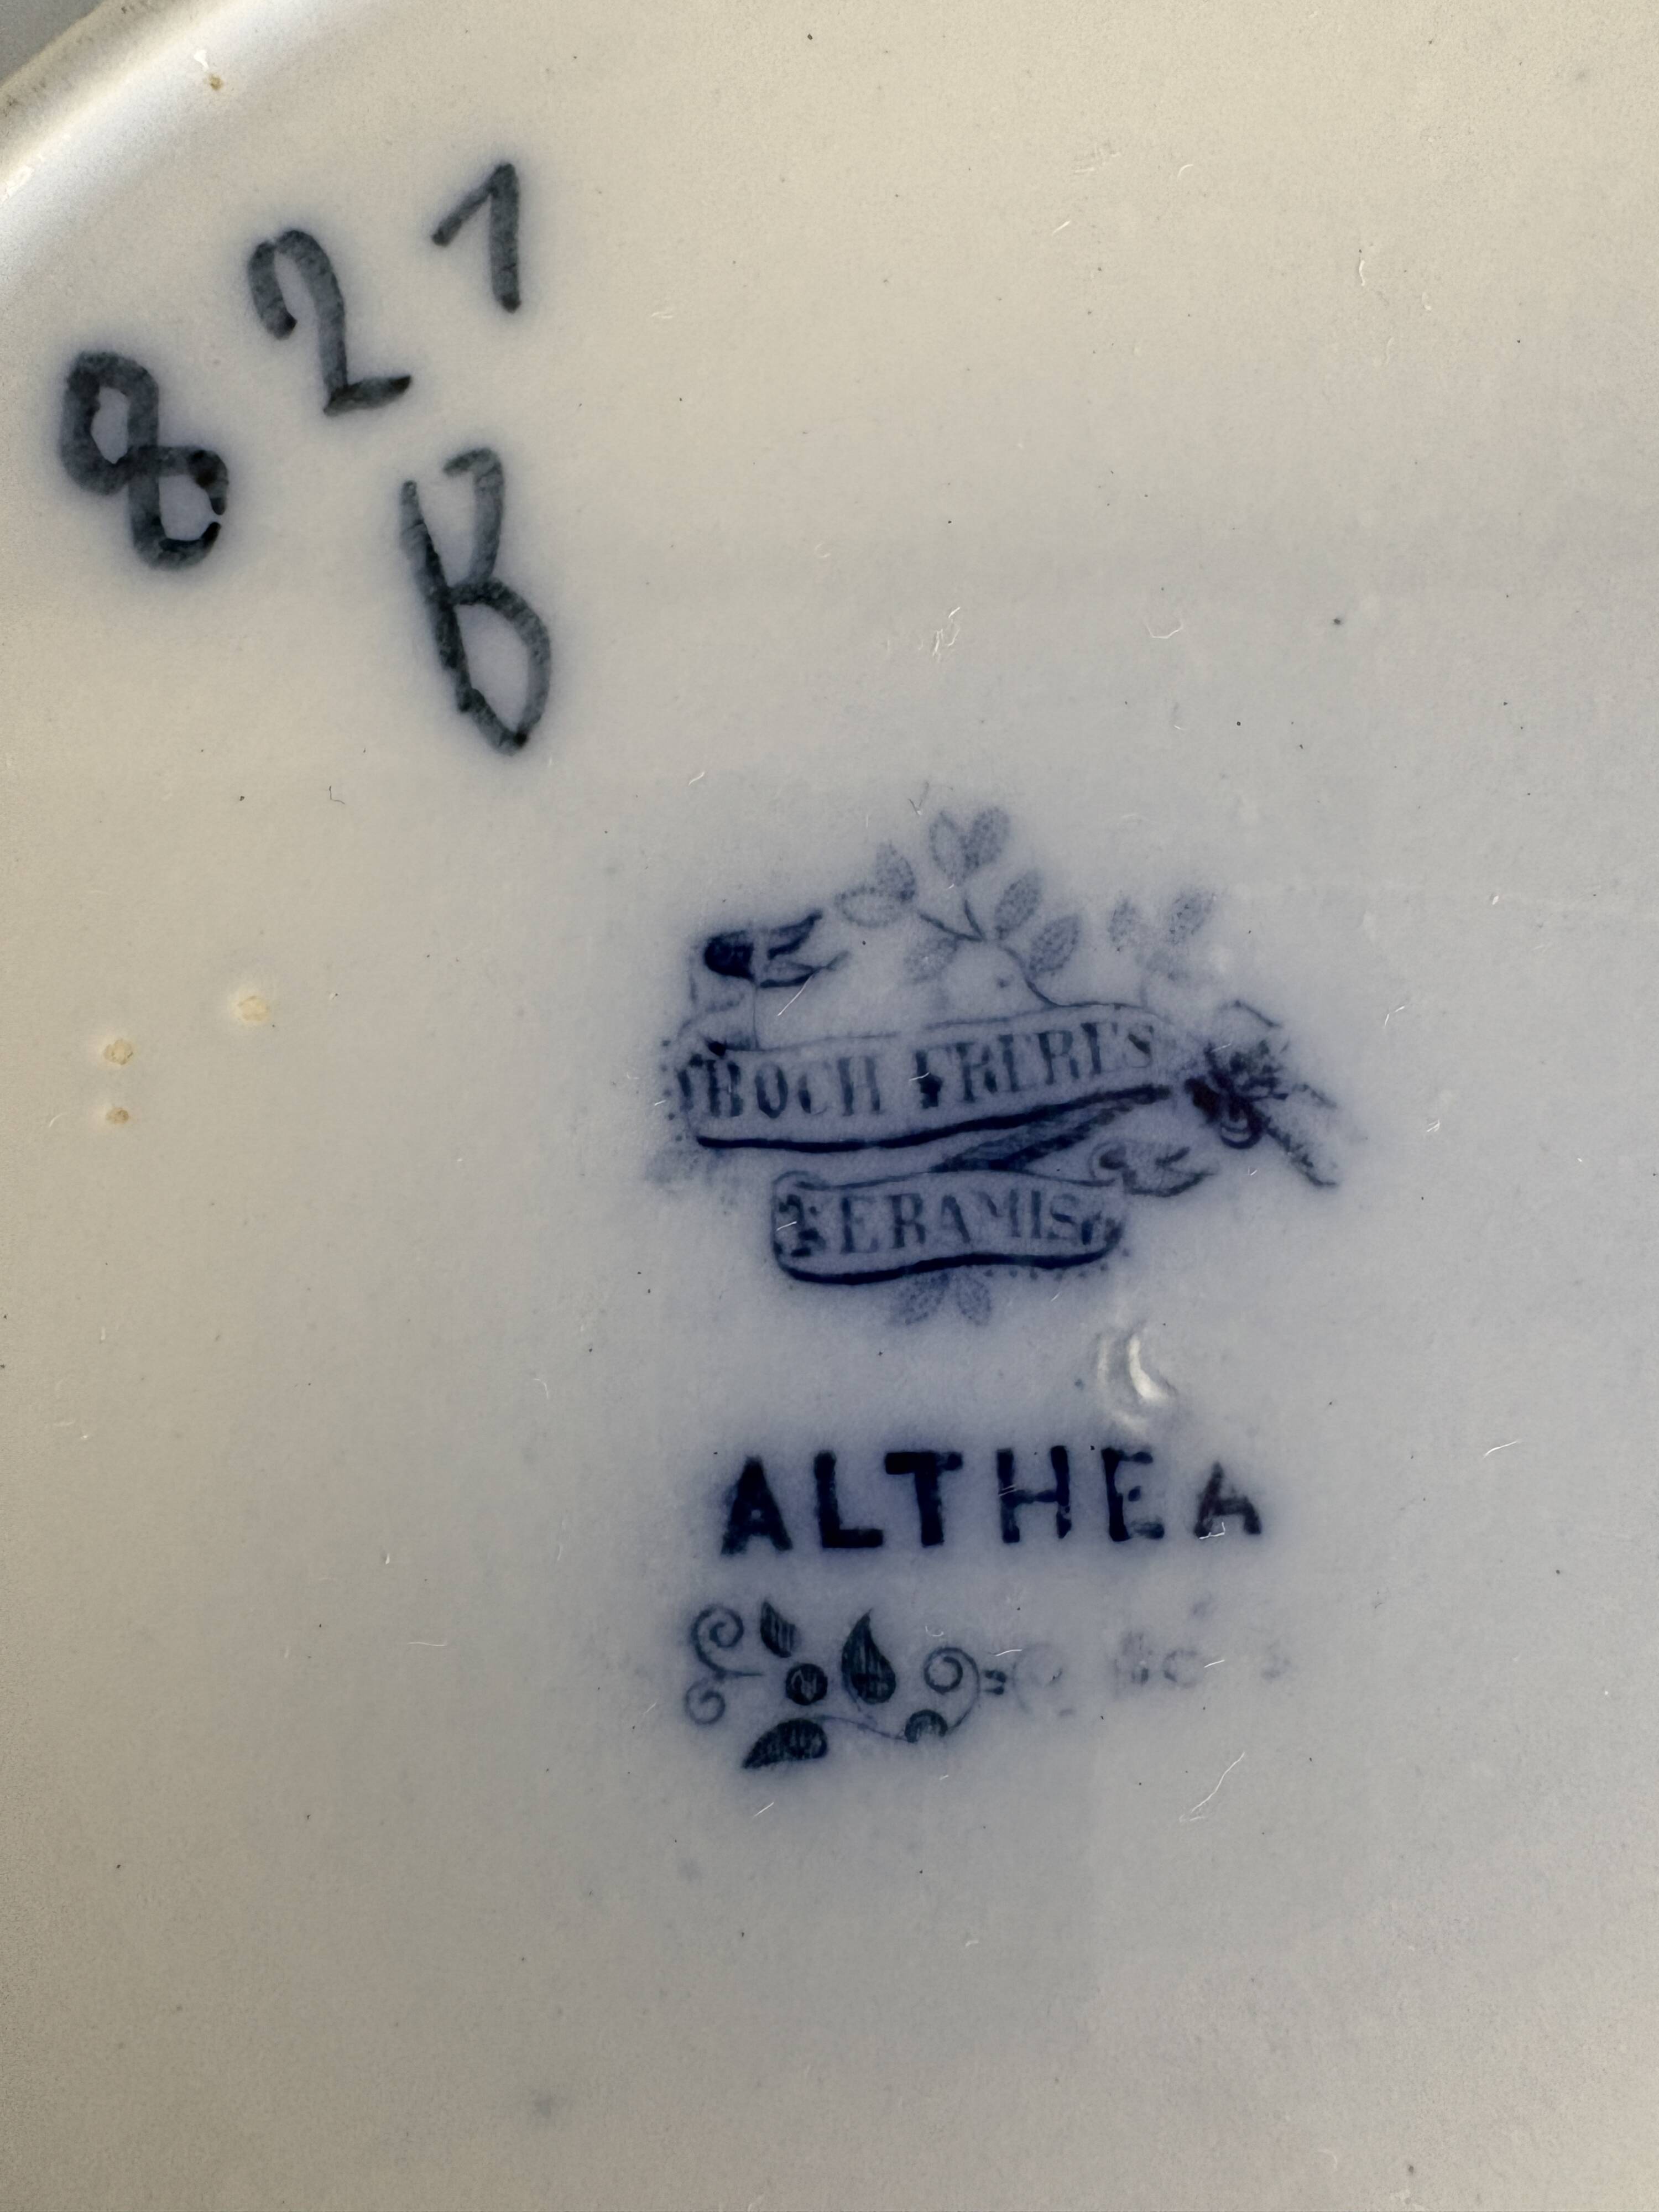 821
B
BOCH FRERES
KERAMIS
ALTHEA